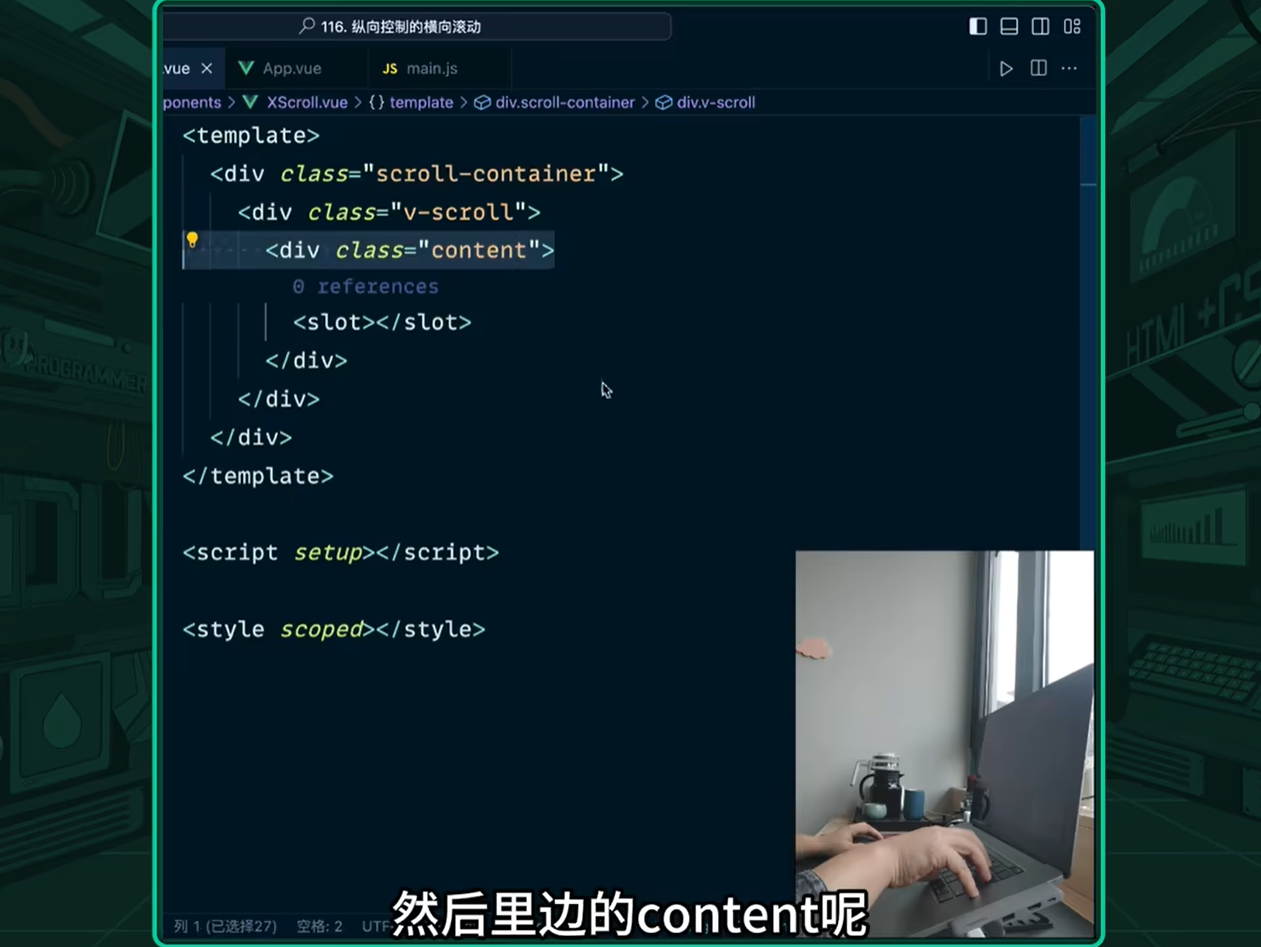 116. 纵向控制的横向滚动
.vue
App.vue
JS main.js
ponents > XScroll.vue > {} template > div.scroll-container > div.v-scroll
<template>
<div class="scroll-container">
<div class="v-scroll">
<div class="content">
0 references
<slot></slot>
</div>
</div>
</div>
</template>
<script setup></script>
<style scoped></style>
列 1 (已选择27) 空格: 2 UTF-
然后里边的content呢
PROGRAMMER
HTML+CS